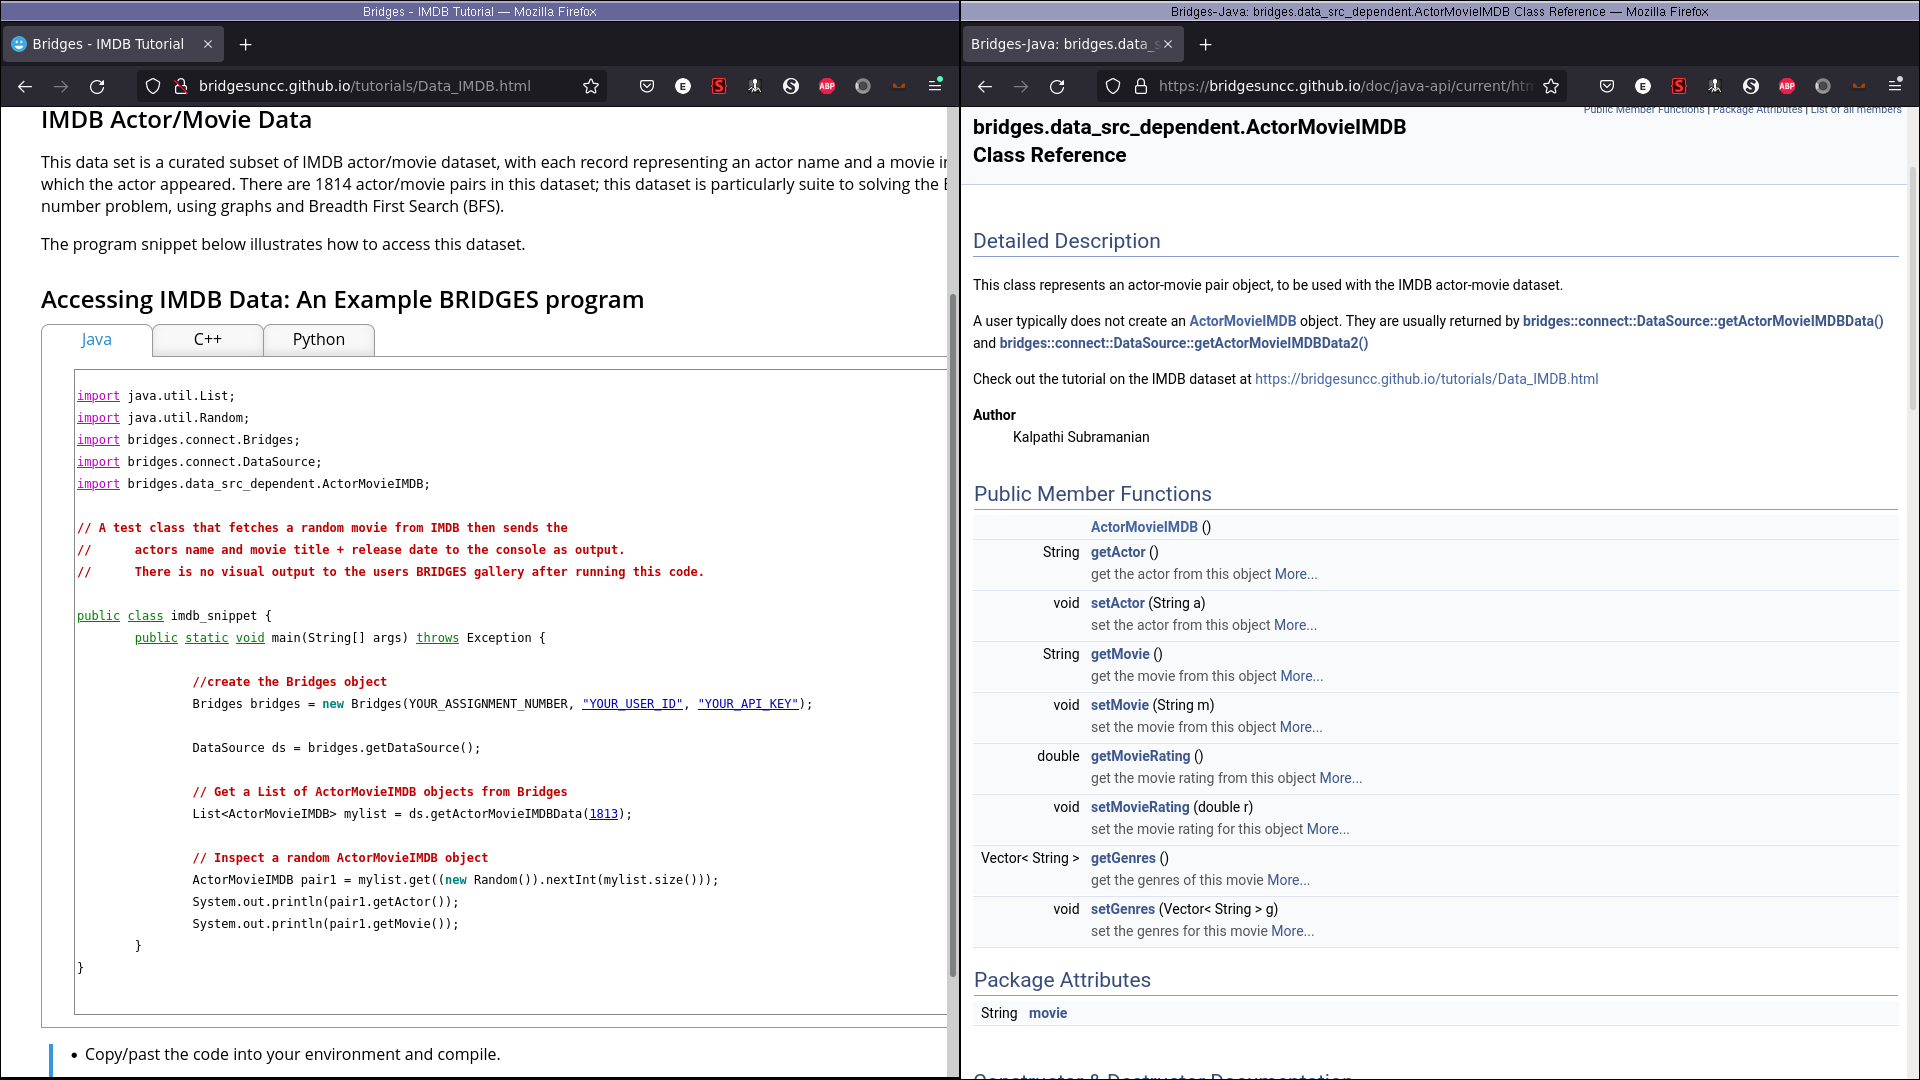 Bridges - IMDB Tutorial — Mozilla Firefox
Bridges - IMDB Tutorial
bridgesuncc.github.io/tutorials/Data_IMDB.html
IMDB Actor/Movie Data
This data set is a curated subset of IMDB actor/movie dataset, with each record representing an actor name and a movie in
which the actor appeared. There are 1814 actor/movie pairs in this dataset; this dataset is particularly suite to solving the
number problem, using graphs and Breadth First Search (BFS).
The program snippet below illustrates how to access this dataset.
Accessing IMDB Data: An Example BRIDGES program
Java C++ Python
import java.util.List;
import java.util.Random;
import bridges.connect.Bridges;
import bridges.connect.DataSource;
import bridges.data_src_dependent.ActorMovieIMDB;
// A test class that fetches a random movie from IMDB then sends the
// actors name and movie title + release date to the console as output.
// There is no visual output to the users BRIDGES gallery after running this code.
public class imdb_snippet {
public static void main(String[] args) throws Exception {
//create the Bridges object
Bridges bridges = new Bridges(YOUR_ASSIGNMENT_NUMBER, "YOUR_USER_ID", "YOUR_API_KEY");
DataSource ds = bridges.getDataSource();
// Get a List of ActorMovieIMDB objects from Bridges
List<ActorMovieIMDB> mylist = ds.getActorMovieIMDBData(1813);
// Inspect a random ActorMovieIMDB object
ActorMovieIMDB pair1 = mylist.get((new Random()).nextInt(mylist.size()));
System.out.println(pair1.getActor());
System.out.println(pair1.getMovie());
}
}
• Copy/past the code into your environment and compile.
Bridges-Java: bridges.data_src_dependent.ActorMovieIMDB Class Reference — Mozilla Firefox
Bridges-Java: bridges.data_s
https://bridgesuncc.github.io/doc/java-api/current/htm
E S S ABP
E S S ABP
Public Member Functions | Package Attributes | List of all members
bridges.data_src_dependent.ActorMovieIMDB
Class Reference
Detailed Description
This class represents an actor-movie pair object, to be used with the IMDB actor-movie dataset.
A user typically does not create an ActorMovieIMDB object. They are usually returned by bridges::connect::DataSource::getActorMovieIMDBData()
and bridges::connect::DataSource::getActorMovieIMDBData2()
Check out the tutorial on the IMDB dataset at https://bridgesuncc.github.io/tutorials/Data_IMDB.html
Author
Kalpathi Subramanian
Public Member Functions
ActorMovieIMDB ()
String getActor ()
get the actor from this object More...
void setActor (String a)
set the actor from this object More...
String getMovie ()
get the movie from this object More...
void setMovie (String m)
set the movie from this object More...
double getMovieRating ()
get the movie rating from this object More...
void setMovieRating (double r)
set the movie rating for this object More...
Vector< String > getGenres ()
get the genres of this movie More...
void setGenres (Vector< String > g)
set the genres for this movie More...
Package Attributes
String movie
Constructor & Destructor Documentation